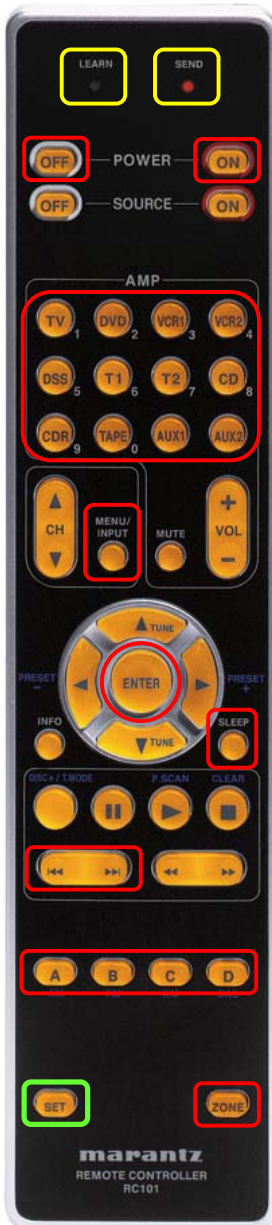 LEARN SEND
OFF POWER ON
OFF SOURCE ON
AMP
TV 1 DVD 2 VCR1 3 VCR2 4
DSS 5 T1 6 T2 7 CD 8
CDR 9 TAPE 0 AUX1 AUX2
CH MENU/ INPUT MUTE + VOL −
TUNE
PRESET − ENTER PRESET +
TUNE
INFO SLEEP
DISC+ / T.MODE P.SCAN CLEAR
A B C D
SET ZONE
marantz
REMOTE CONTROLLER
RC101